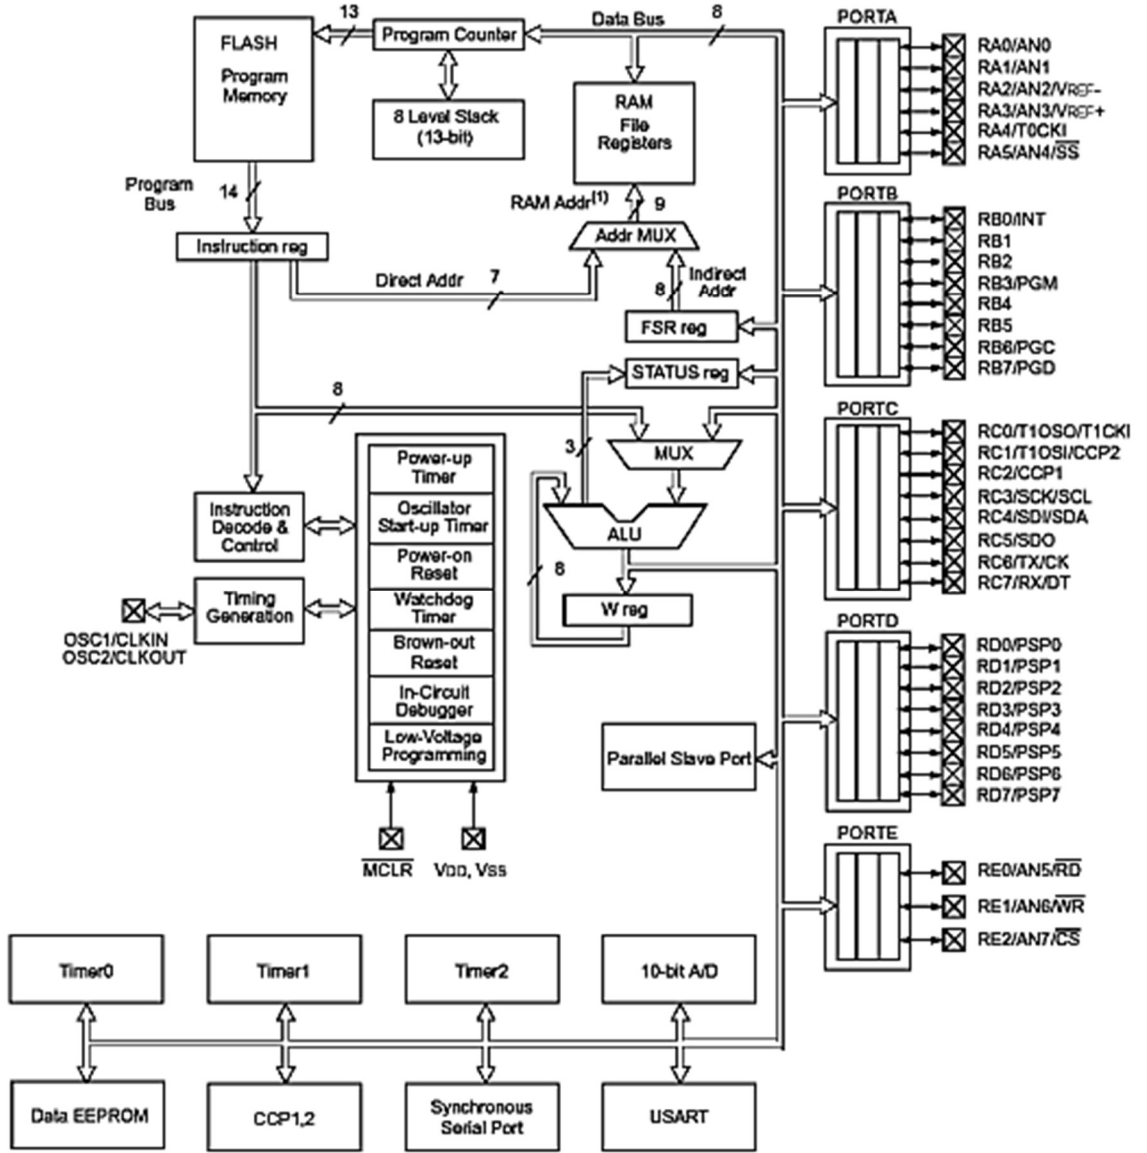 13
Data Bus
8
PORTA
FLASH
Program
Memory
Program Counter
8 Level Stack
(13-bit)
RAM
File
Registers
RA0/AN0
RA1/AN1
RA2/AN2/VREF-
RA3/AN3/VREF+
RA4/T0CKI
RA5/AN4/SS
Program
Bus
14
RAM Addr(1)
9
PORTB
Instruction reg
Addr MUX
RB0/INT
RB1
RB2
RB3/PGM
RB4
RB5
RB6/PGC
RB7/PGD
Direct Addr
7
8
Indirect
Addr
FSR reg
STATUS reg
8
3
MUX
PORTC
RC0/T1OSO/T1CKI
RC1/T1OSI/CCP2
RC2/CCP1
RC3/SCK/SCL
RC4/SDI/SDA
RC5/SDO
RC6/TX/CK
RC7/RX/DT
Power-up
Timer
Oscillator
Start-up Timer
Power-on
Reset
Watchdog
Timer
Brown-out
Reset
In-Circuit
Debugger
Low-Voltage
Programming
Instruction
Decode &
Control
Timing
Generation
OSC1/CLKIN
OSC2/CLKOUT
ALU
8
W reg
PORTD
RD0/PSP0
RD1/PSP1
RD2/PSP2
RD3/PSP3
RD4/PSP4
RD5/PSP5
RD6/PSP6
RD7/PSP7
Parallel Slave Port
MCLR
VDD, VSS
PORTE
RE0/AN5/RD
RE1/AN6/WR
RE2/AN7/CS
Timer0
Timer1
Timer2
10-bit A/D
Data EEPROM
CCP1,2
Synchronous
Serial Port
USART